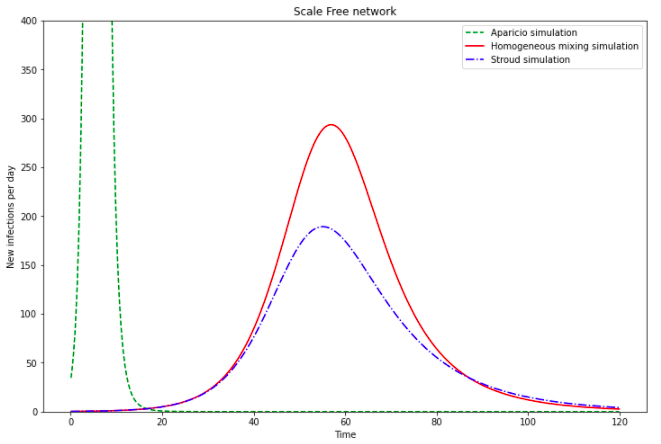 Scale Free network
Aparicio simulation
Homogeneous mixing simulation
Stroud simulation
New infections per day
400
350
300
250
200
150
100
50
0
0 20 40 60 80 100 120
Time